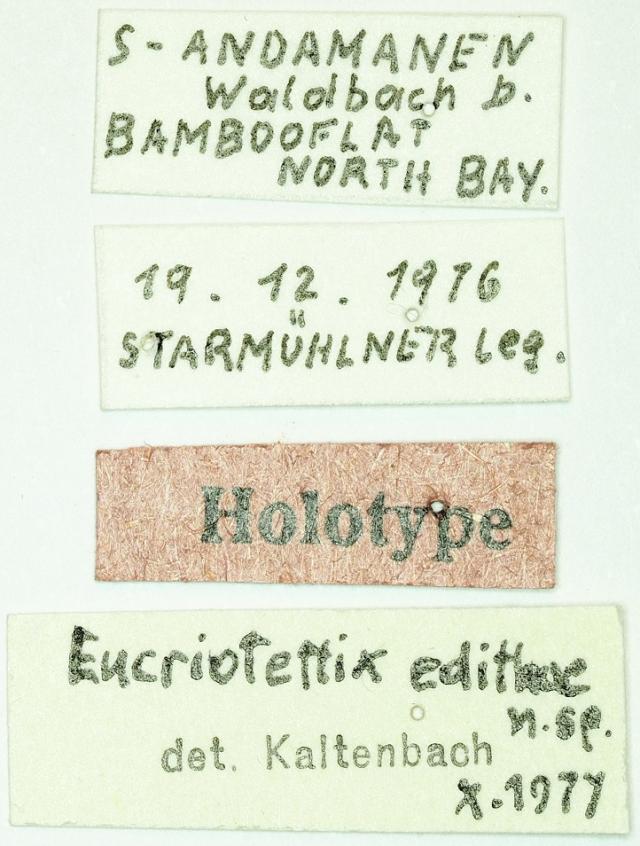 S - ANDAMANEN
Waldbach b.
BAMBOOFLAT
NORTH BAY.
19. 12. 1976
STARMÜHLNER leg.
Holotype
Eucriotettix edithae
n.sp.
det. Kaltenbach
X.1977